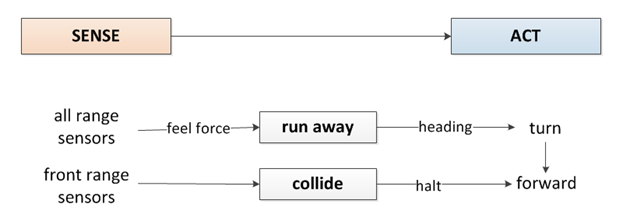 SENSE
ACT
all range
sensors
feel force
run away
heading
turn
front range
sensors
collide
halt
forward